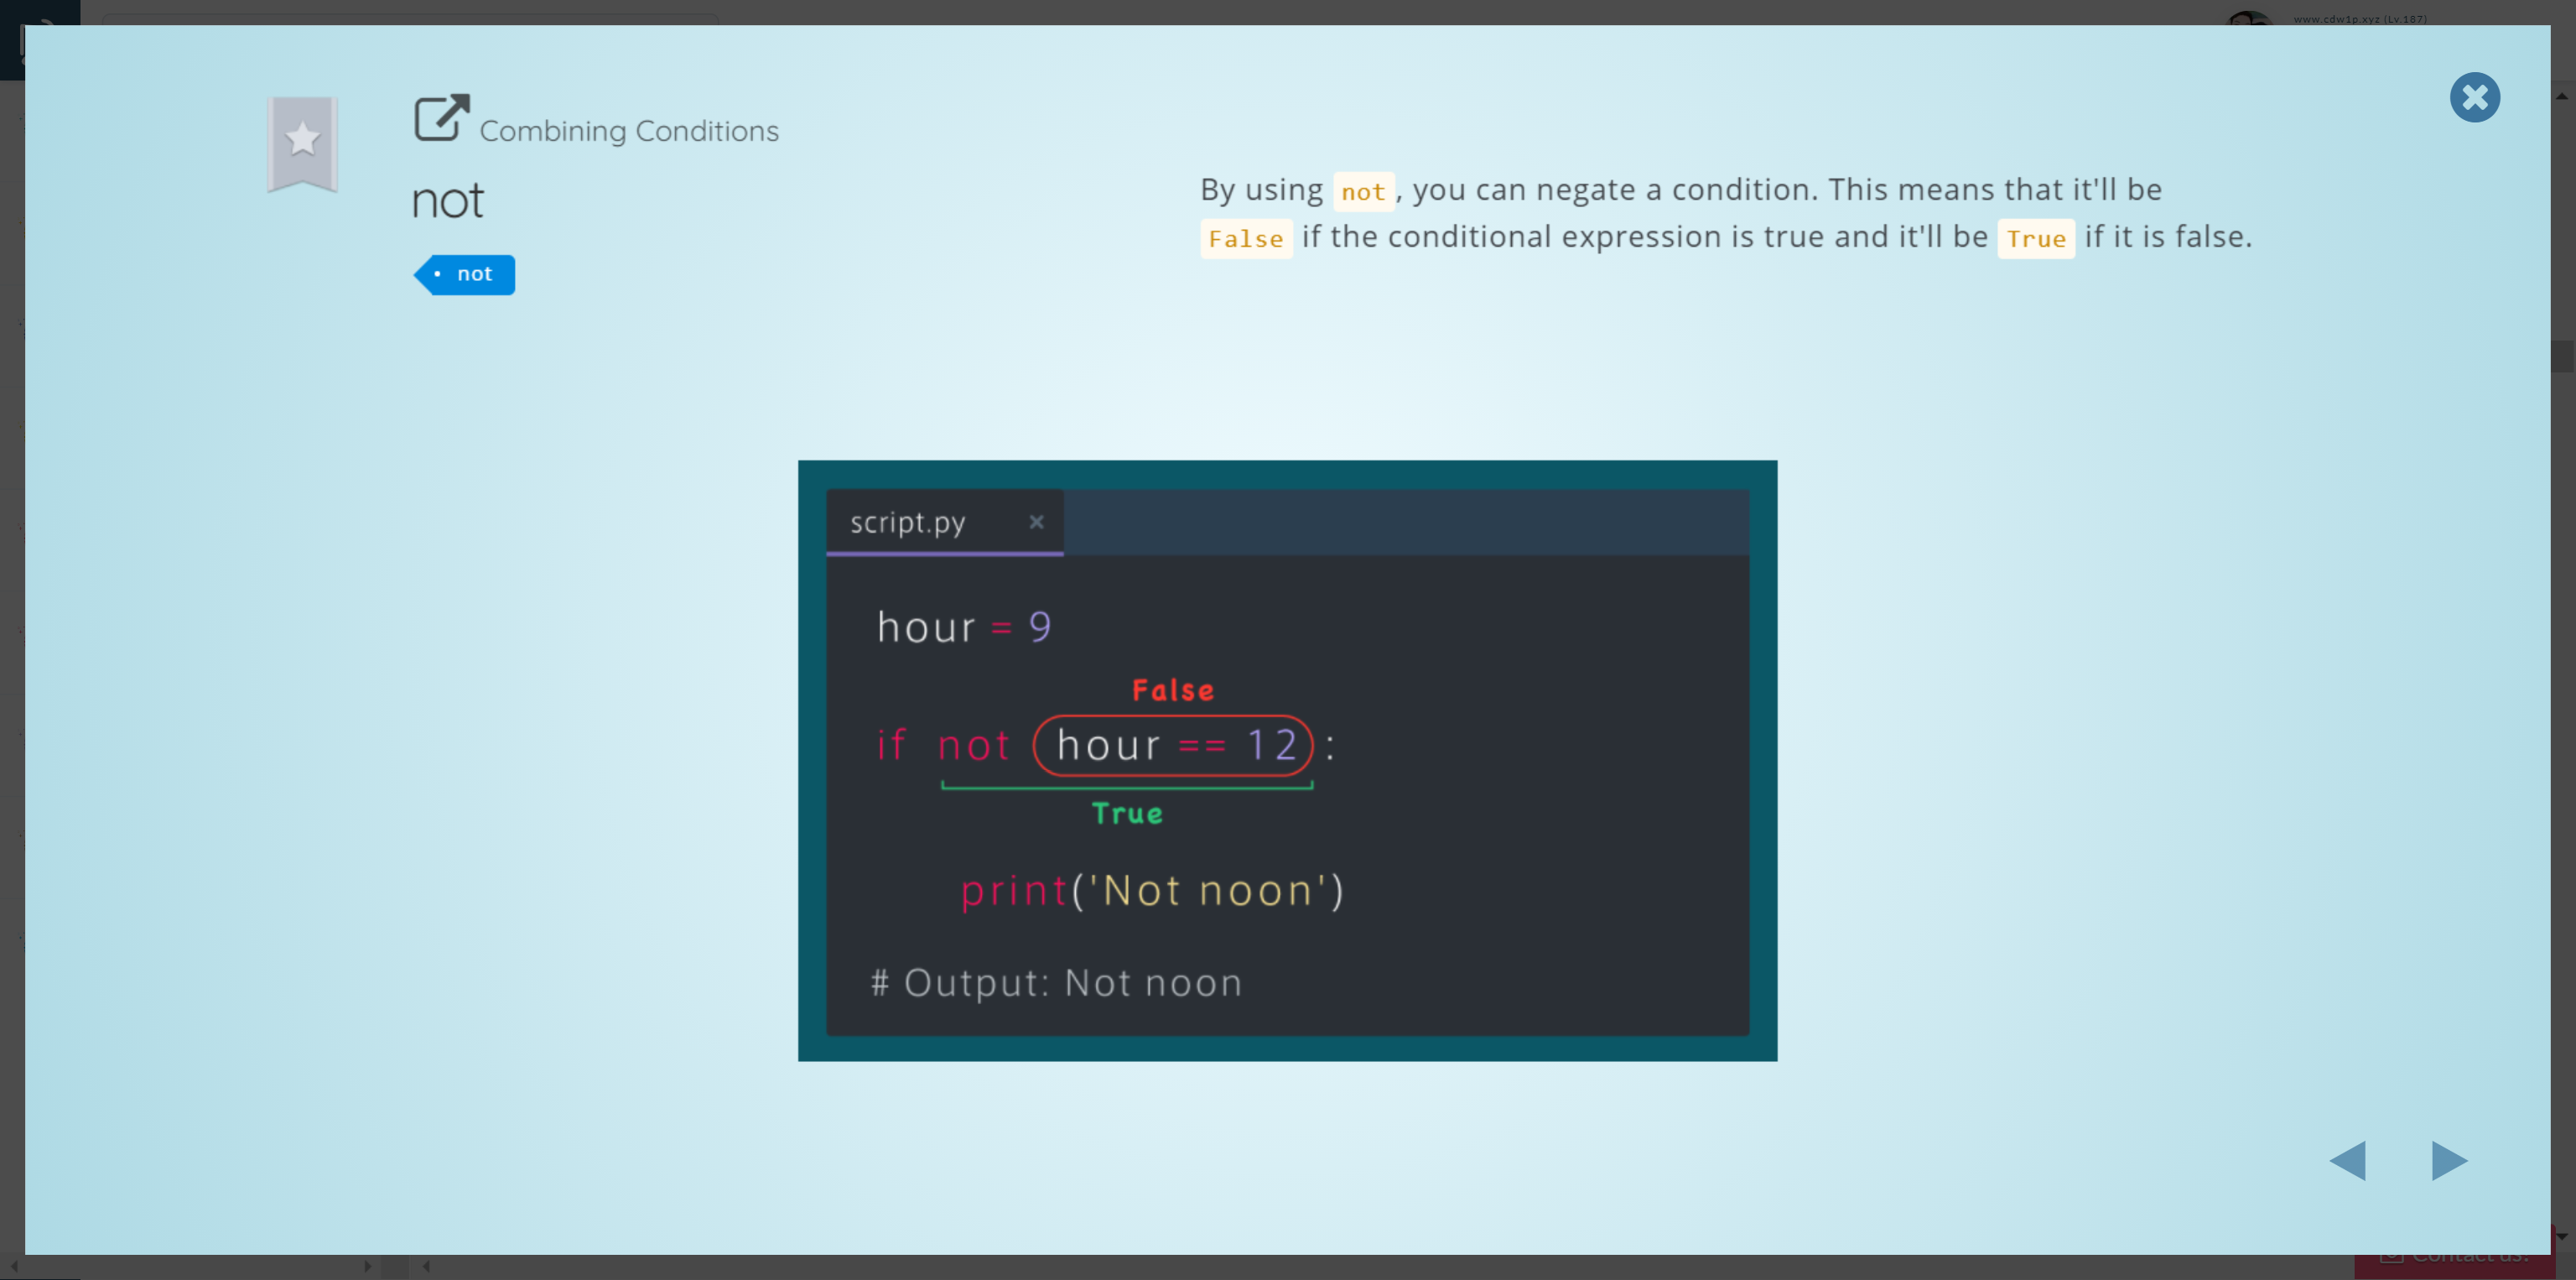 www.cdw1p.xyz (Lv.187)
Combining Conditions
not
not
By using not, you can negate a condition. This means that it'll be
False if the conditional expression is true and it'll be True if it is false.
script.py ×
hour = 9
False
if not hour == 12 :
True
print('Not noon')
# Output: Not noon
Contact us!